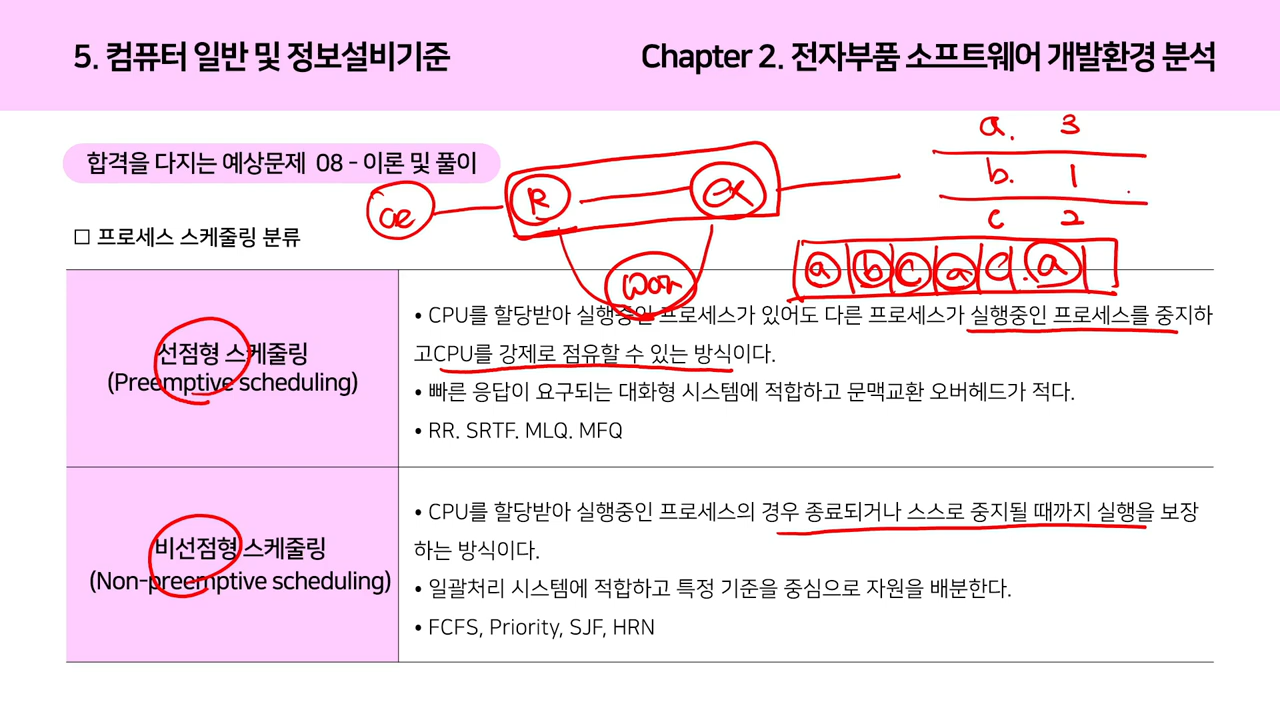 5. 컴퓨터 일반 및 정보설비기준
Chapter 2. 전자부품 소프트웨어 개발환경 분석
합격을 다지는 예상문제 08 - 이론 및 풀이
a. 3
b. 1
c 2
R
□ 프로세스 스케줄링 분류
a b c a c a
선점형 스케줄링
(Preemptive scheduling)
• CPU를 할당받아 실행중인 프로세스가 있어도 다른 프로세스가 실행중인 프로세스를 중지하
고CPU를 강제로 점유할 수 있는 방식이다.
• 빠른 응답이 요구되는 대화형 시스템에 적합하고 문맥교환 오버헤드가 적다.
• RR. SRTF. MLQ. MFQ
비선점형 스케줄링
(Non-preemptive scheduling)
• CPU를 할당받아 실행중인 프로세스의 경우 종료되거나 스스로 중지될 때까지 실행을 보장
하는 방식이다.
• 일괄처리 시스템에 적합하고 특정 기준을 중심으로 자원을 배분한다.
• FCFS, Priority, SJF, HRN